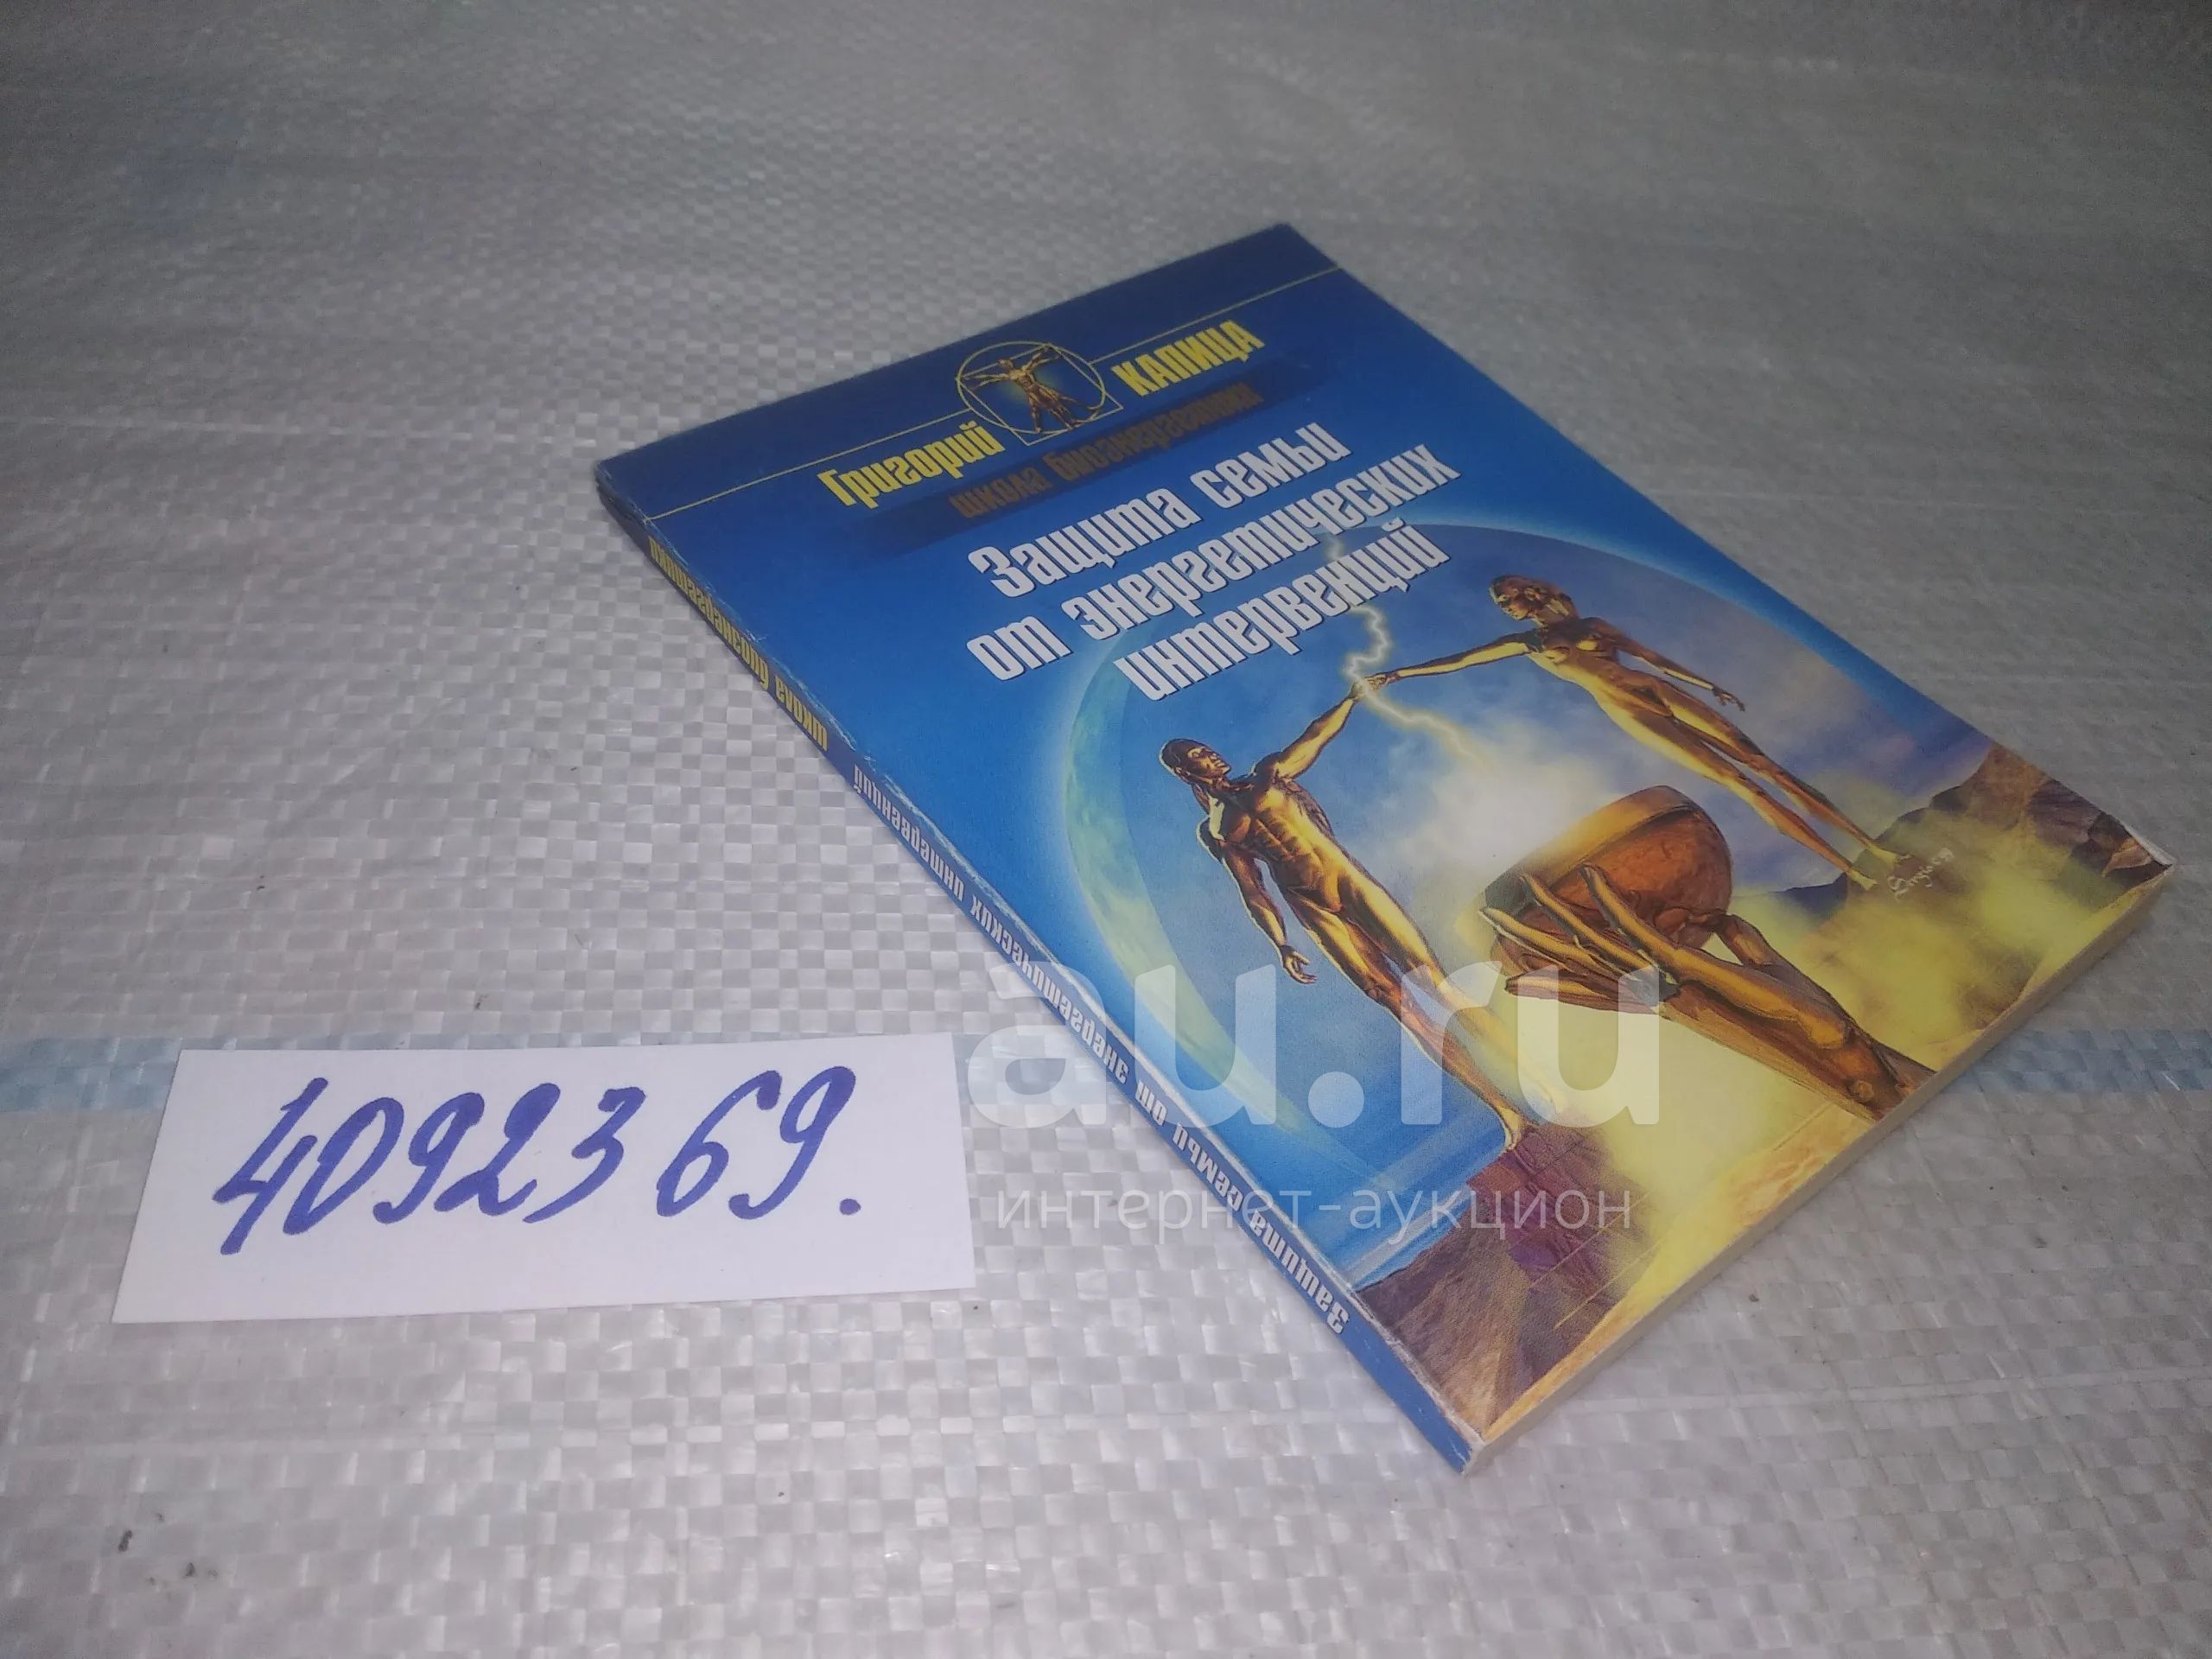 Григорий КАПИЦА
школа биоэнергетики
Защита семьи
от энергетических
интервенций
Защита семьи от энергетических интервенций школа биоэнергетики
4092369.
au.ru
интернет-аукцион